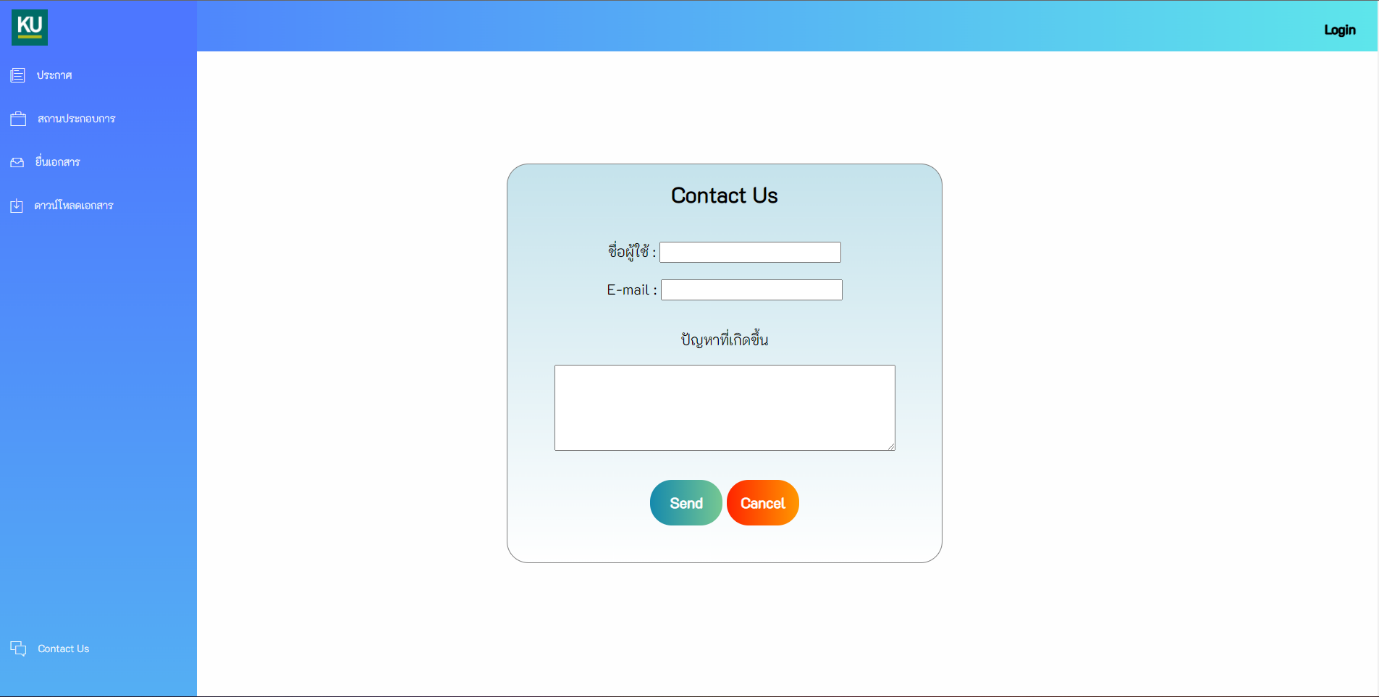 KU
Login
ประกาศ
สถานประกอบการ
ยื่นเอกสาร
ดาวน์โหลดเอกสาร
Contact Us
ชื่อผู้ใช้ :
E-mail :
ปัญหาที่เกิดขึ้น
Send Cancel
Contact Us